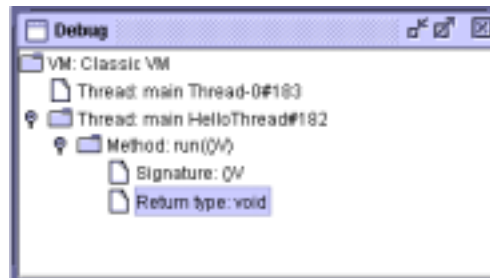 Debug
VM: Classic VM
Thread: main Thread-0#183
Thread: main HelloThread#182
Method: run(()V)
Signature: ()V
Return type: void